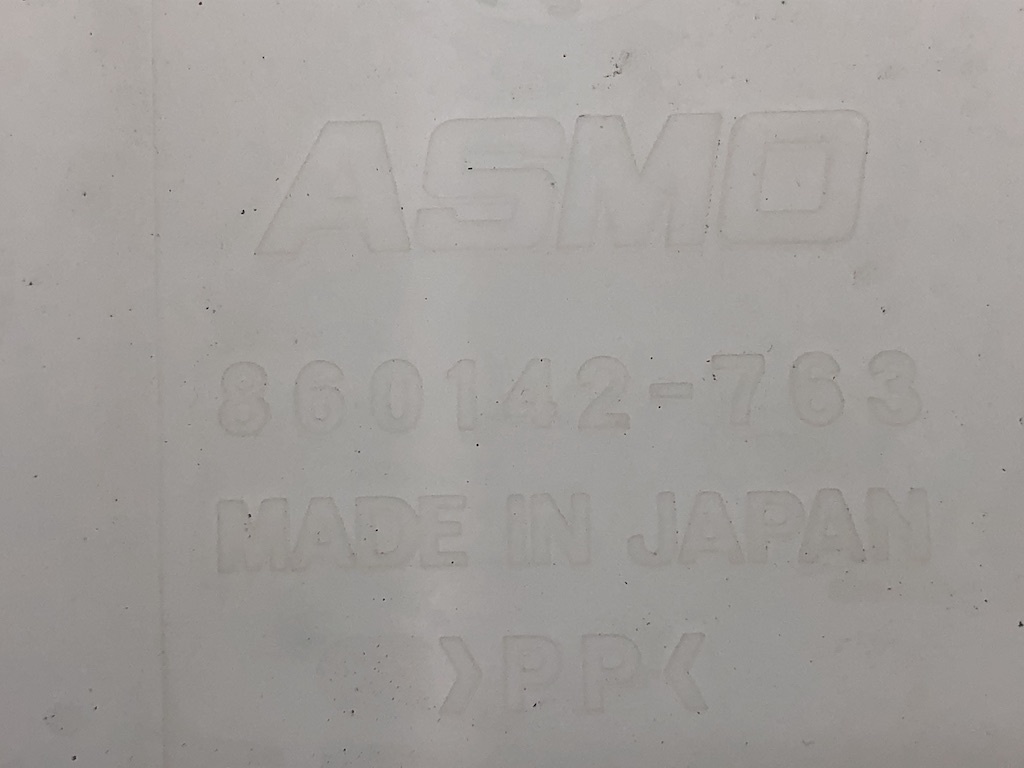 ASMO
860142-763
MADE IN JAPAN
>PP<